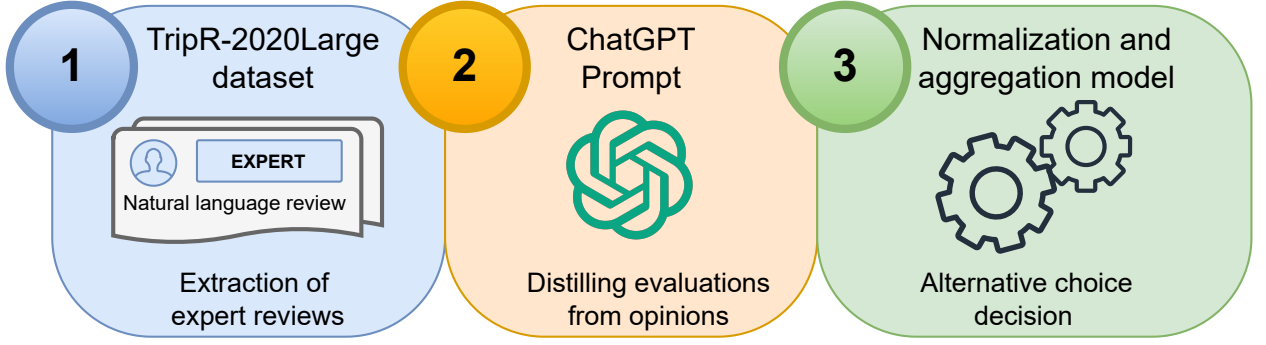 1
TripR-2020Large
dataset
EXPERT
Natural language review
Extraction of
expert reviews
2
ChatGPT
Prompt
Distilling evaluations
from opinions
3
Normalization and
aggregation model
Alternative choice
decision